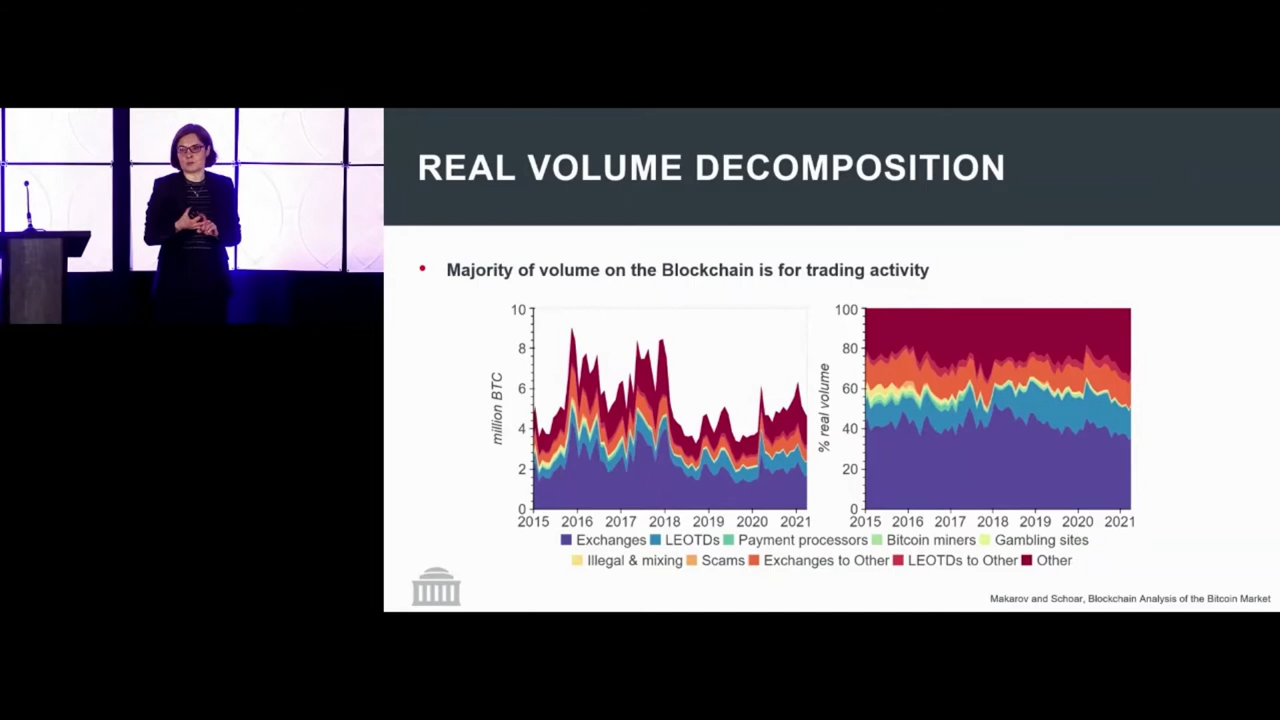 REAL VOLUME DECOMPOSITION
• Majority of volume on the Blockchain is for trading activity
10
8
6
4
2
0
million BTC
2015 2016 2017 2018 2019 2020 2021
100
80
60
40
20
0
% real volume
2015 2016 2017 2018 2019 2020 2021
Exchanges LEOTDs Payment processors Bitcoin miners Gambling sites
Illegal & mixing Scams Exchanges to Other LEOTDs to Other Other
Makarov and Schoar, Blockchain Analysis of the Bitcoin Market